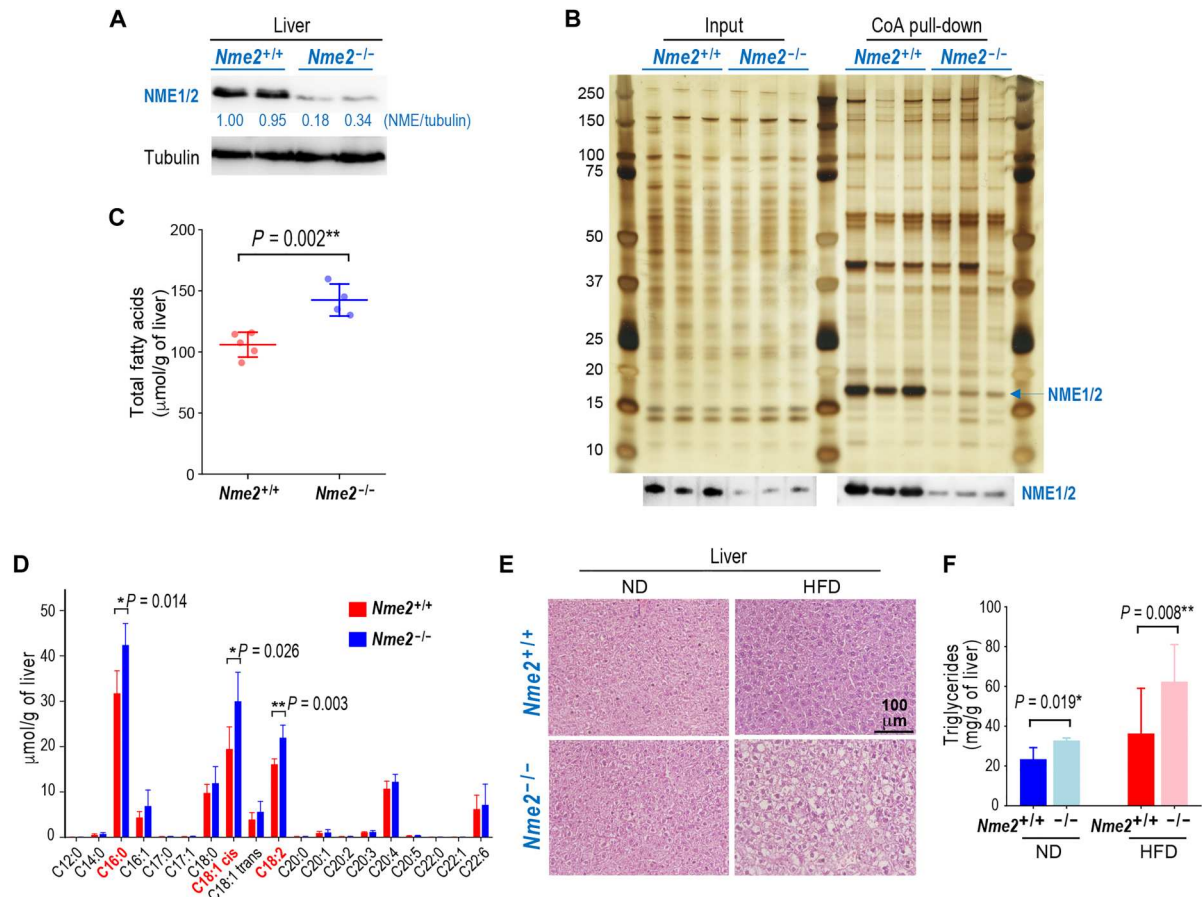 A
Liver
Nme2+/+ Nme2−/−
NME1/2
1.00 0.95 0.18 0.34 (NME/tubulin)
Tubulin
B
Input CoA pull-down
Nme2+/+ Nme2−/− Nme2+/+ Nme2−/−
250
150
100
75
50
37
25
20
15
10
NME1/2
NME1/2
C
200
150
100
50
0
P = 0.002**
Total fatty acids
(μmol/g of liver)
Nme2+/+ Nme2−/−
D
50
40
30
20
10
0
μmol/g of liver
* P = 0.014
* P = 0.026
** P = 0.003
Nme2+/+
Nme2−/−
C12:0 C14:0 C16:0 C16:1 C17:0 C17:1 C18:0 C18:1 cis C18:1 trans C18:2 C20:0 C20:1 C20:2 C20:3 C20:4 C20:5 C22:0 C22:1 C22:6
E
Liver
ND HFD
Nme2+/+
Nme2−/−
100
μm
F
100
80
60
40
20
0
Triglycerides
(mg/g of liver)
P = 0.008**
P = 0.019*
Nme2+/+ −/− Nme2+/+ −/−
ND HFD